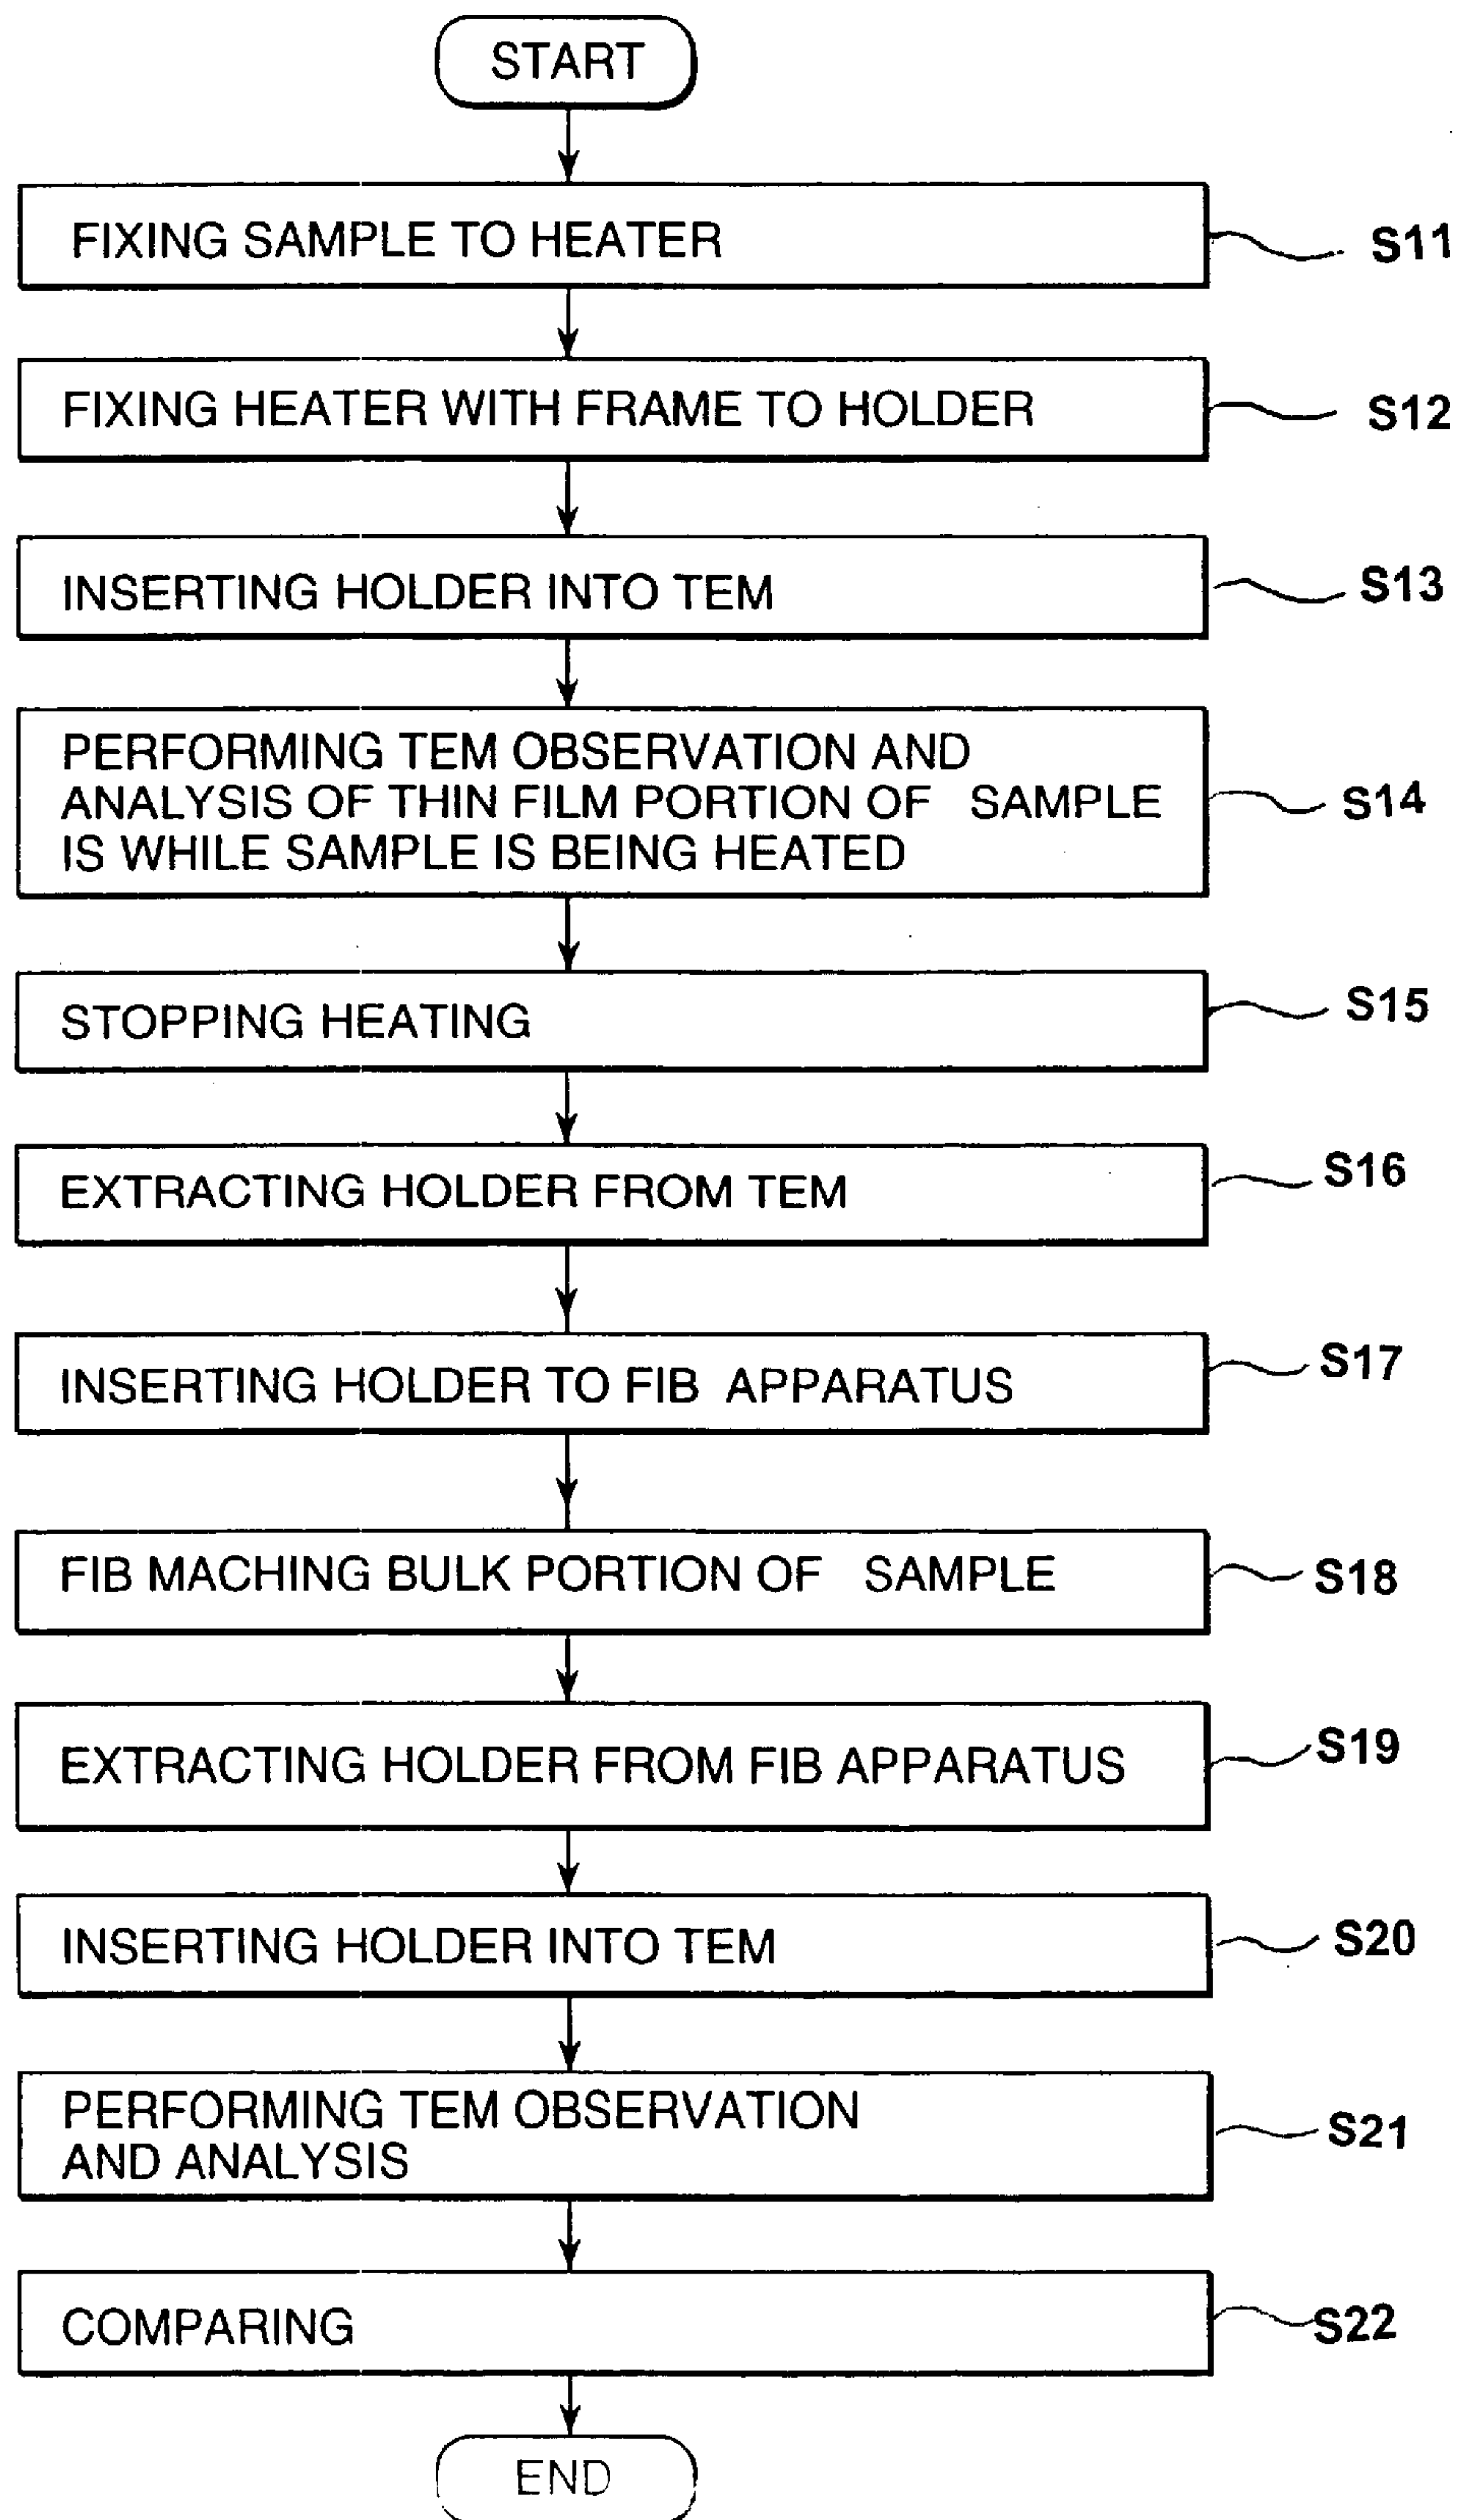 START
FIXING SAMPLE TO HEATER
S11
FIXING HEATER WITH FRAME TO HOLDER
S12
INSERTING HOLDER INTO TEM
S13
PERFORMING TEM OBSERVATION AND
ANALYSIS OF THIN FILM PORTION OF SAMPLE
IS WHILE SAMPLE IS BEING HEATED
S14
STOPPING HEATING
S15
EXTRACTING HOLDER FROM TEM
S16
INSERTING HOLDER TO FIB APPARATUS
S17
FIB MACHING BULK PORTION OF SAMPLE
S18
EXTRACTING HOLDER FROM FIB APPARATUS
S19
INSERTING HOLDER INTO TEM
S20
PERFORMING TEM OBSERVATION
AND ANALYSIS
S21
COMPARING
S22
END